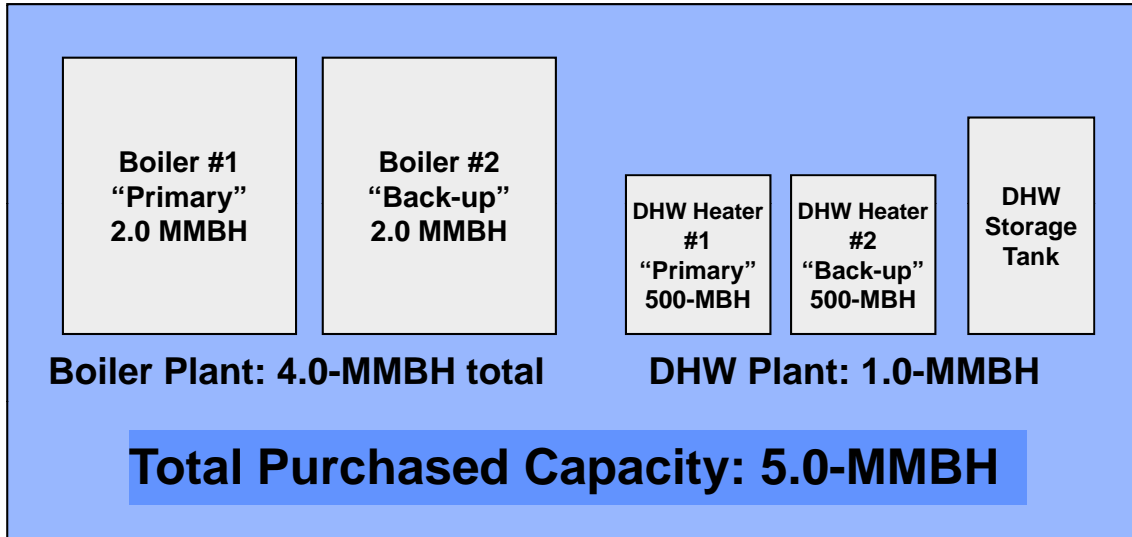 Boiler #1
“Primary”
2.0 MMBH
Boiler #2
“Back-up”
2.0 MMBH
DHW Heater
#1
“Primary”
500-MBH
DHW Heater
#2
“Back-up”
500-MBH
DHW
Storage
Tank
Boiler Plant: 4.0-MMBH total
DHW Plant: 1.0-MMBH
Total Purchased Capacity: 5.0-MMBH